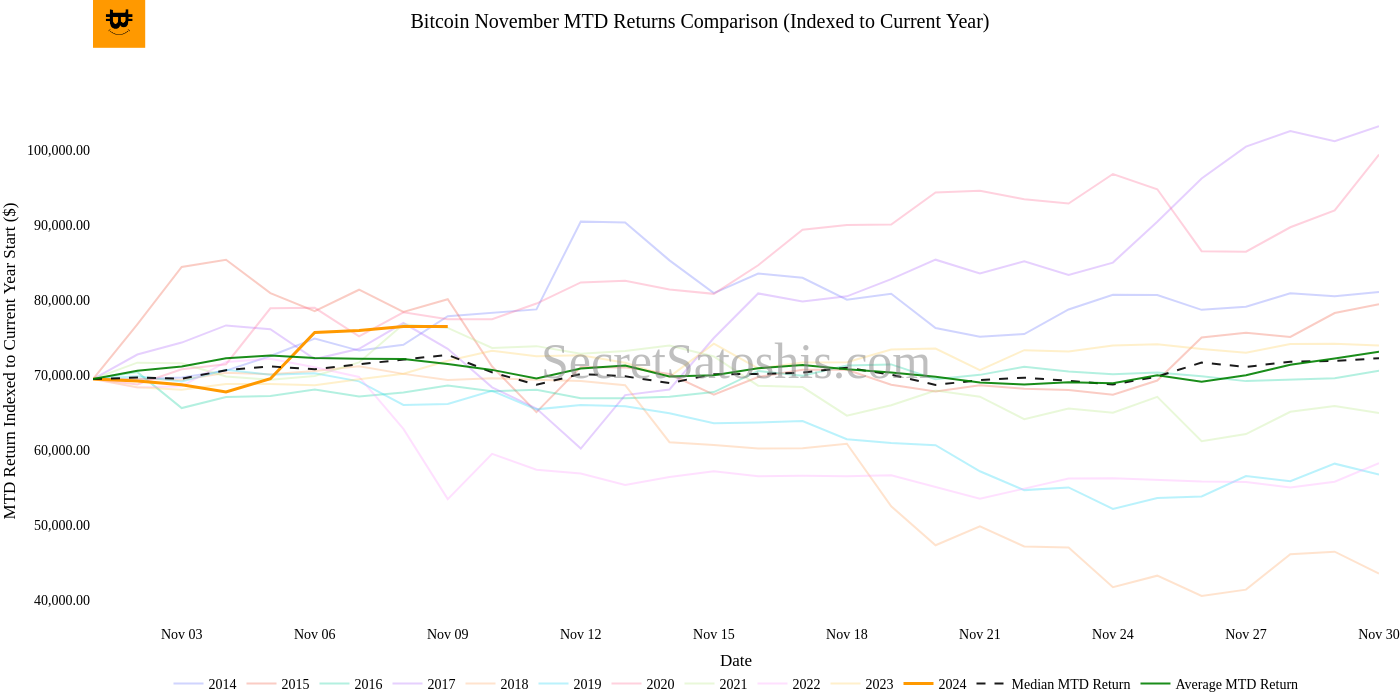 Bitcoin November MTD Returns Comparison (Indexed to Current Year)
MTD Return Indexed to Current Year Start ($)
100,000.00
90,000.00
80,000.00
70,000.00
60,000.00
50,000.00
40,000.00
SecretSatoshis.com
Nov 03 Nov 06 Nov 09 Nov 12 Nov 15 Nov 18 Nov 21 Nov 24 Nov 27 Nov 30
Date
2014 2015 2016 2017 2018 2019 2020 2021 2022 2023 2024 Median MTD Return Average MTD Return